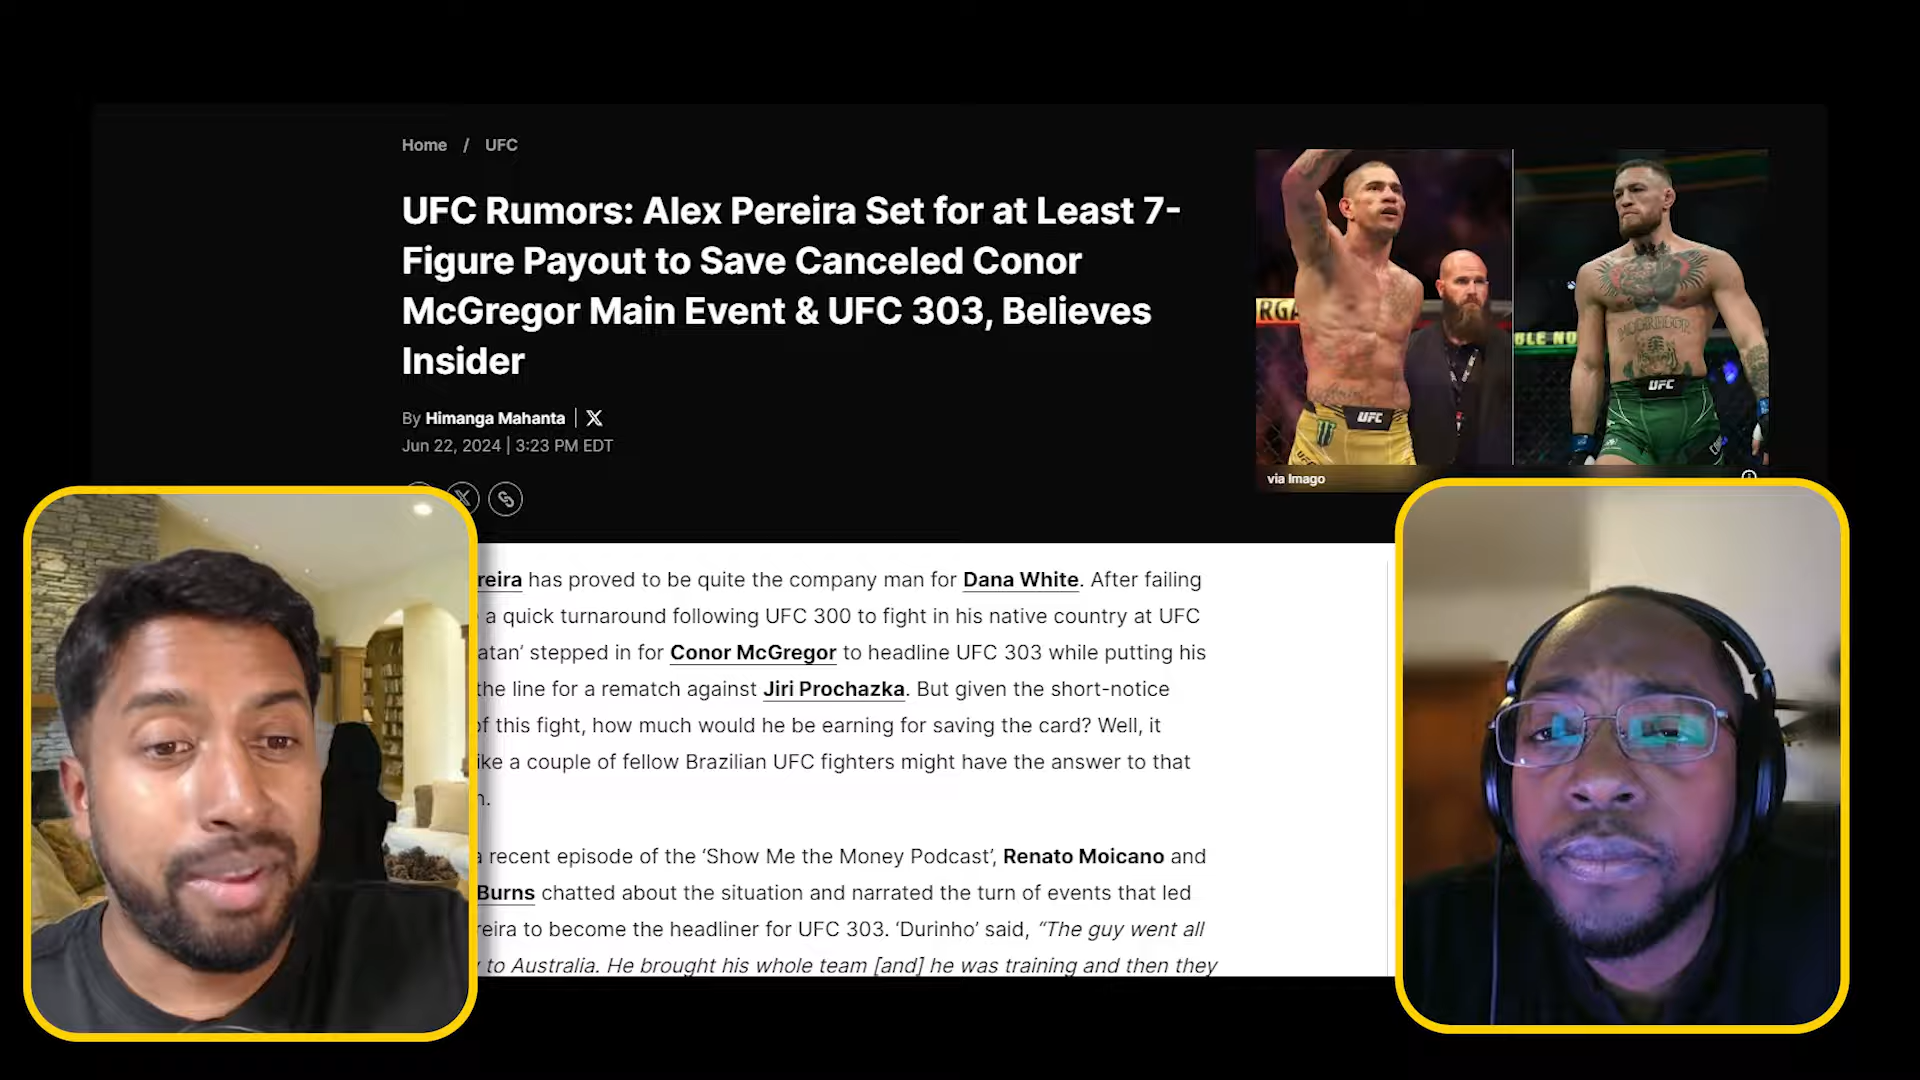 Home / UFC
UFC Rumors: Alex Pereira Set for at Least 7-
Figure Payout to Save Canceled Conor
McGregor Main Event & UFC 303, Believes
Insider
By Himanga Mahanta | X
Jun 22, 2024 | 3:23 PM EDT
RGA
UFC
UFC
BLE NO
MCGREGOR
UFC
via Imago
reira has proved to be quite the company man for Dana White. After failing
a quick turnaround following UFC 300 to fight in his native country at UFC
atan’ stepped in for Conor McGregor to headline UFC 303 while putting his
the line for a rematch against Jiri Prochazka. But given the short-notice
of this fight, how much would he be earning for saving the card? Well, it
ike a couple of fellow Brazilian UFC fighters might have the answer to that
n.
a recent episode of the ‘Show Me the Money Podcast’, Renato Moicano and
Burns chatted about the situation and narrated the turn of events that led
reira to become the headliner for UFC 303. ‘Durinho’ said, “The guy went all
y to Australia. He brought his whole team [and] he was training and then they